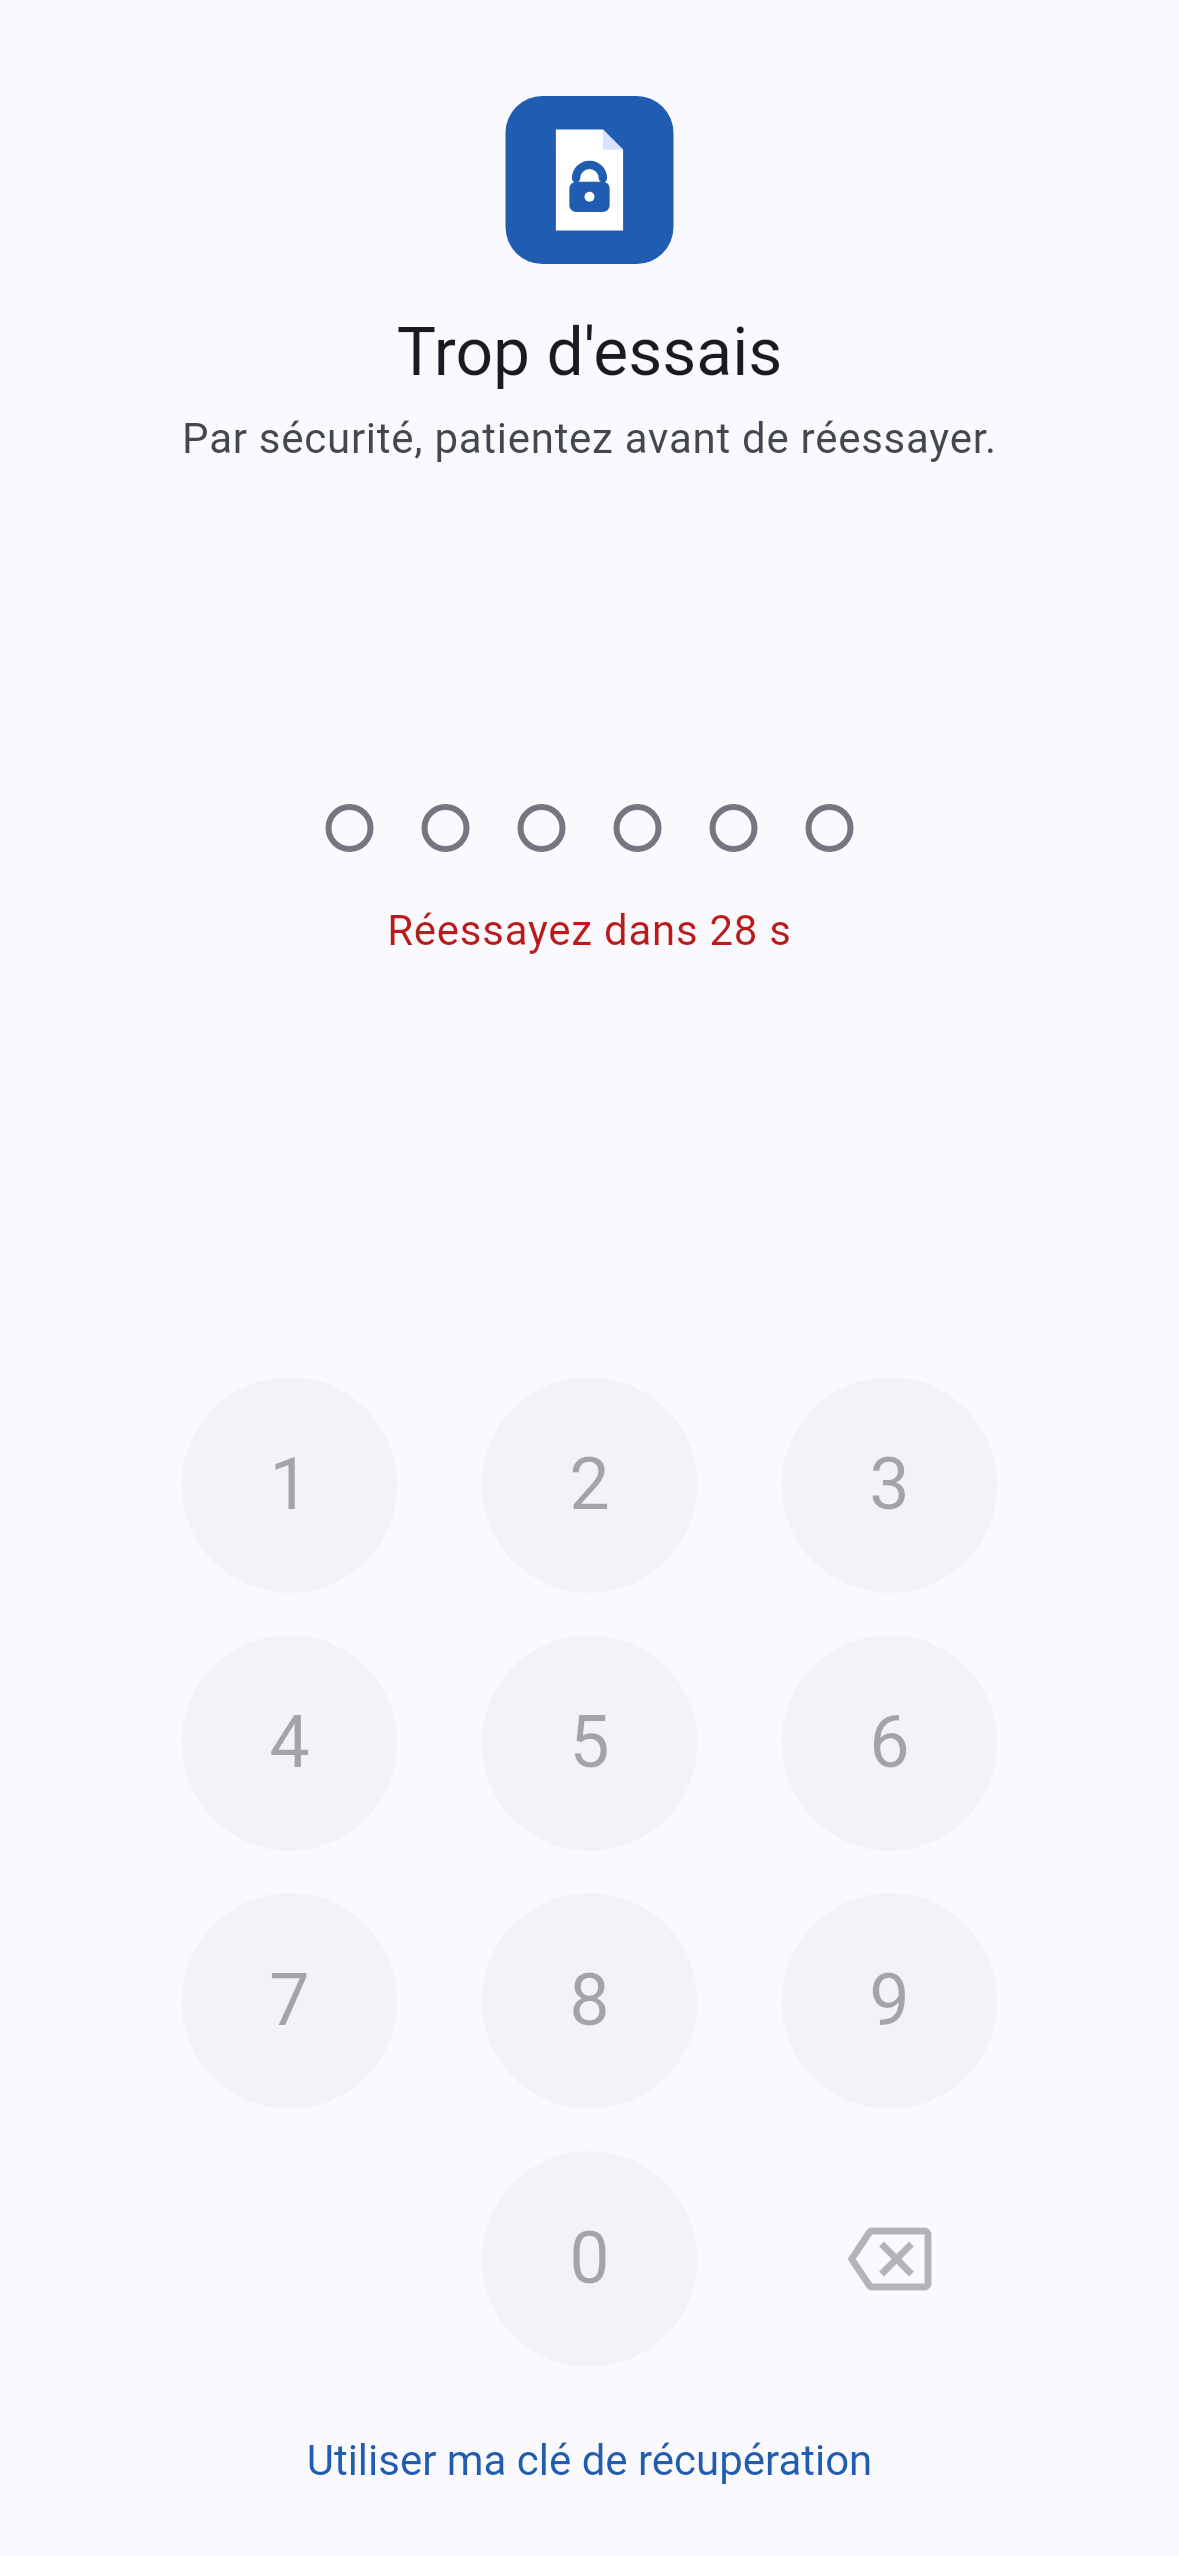 Trop d'essais
Par sécurité, patientez avant de réessayer.
Réessayez dans 28 s
1 2 3
4 5 6
7 8 9
0
Utiliser ma clé de récupération